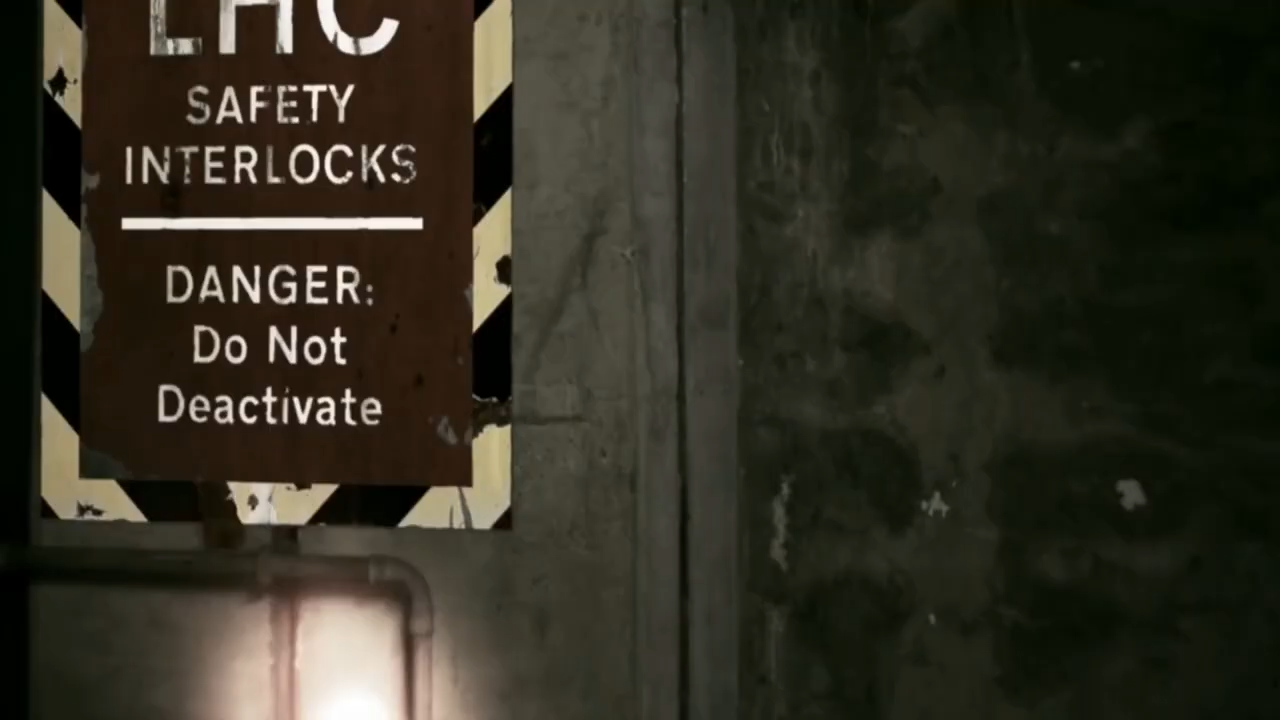 LHC
SAFETY
INTERLOCKS
DANGER:
Do Not
Deactivate